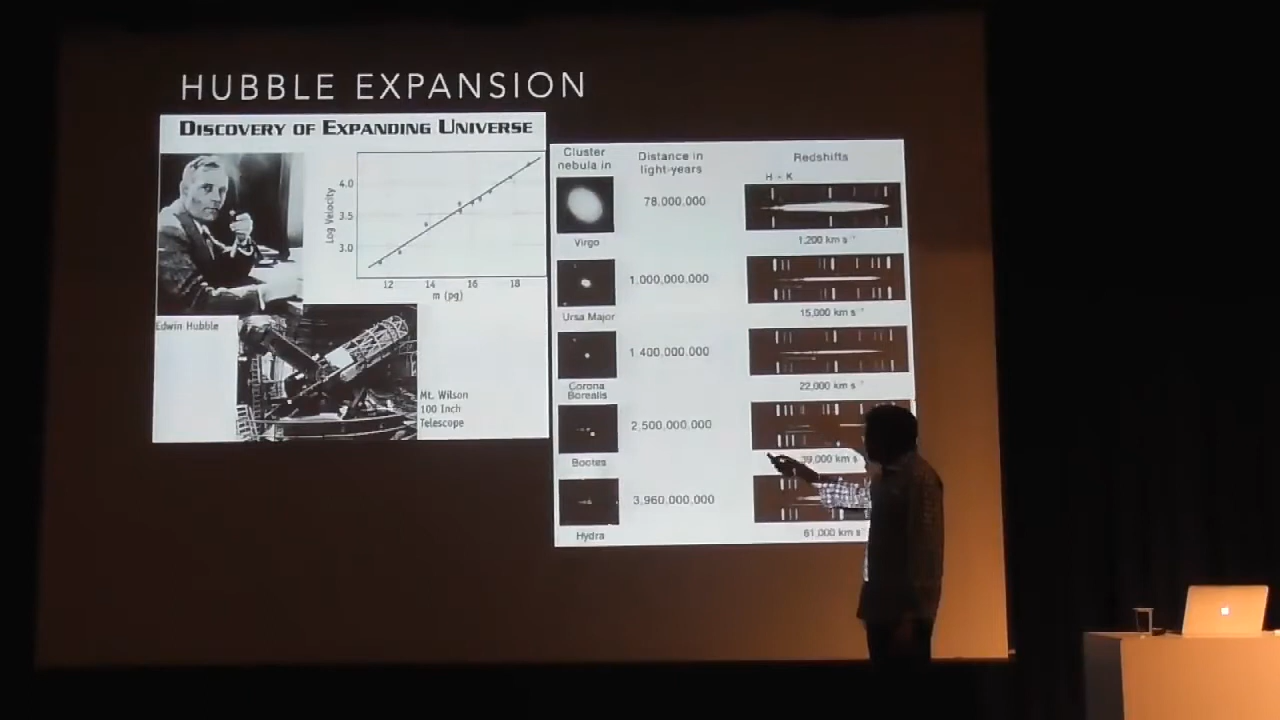 HUBBLE EXPANSION
DISCOVERY OF EXPANDING UNIVERSE
Log Velocity
4.0
3.5
3.0
12 14 16 18
m (pg)
Edwin Hubble
Mt. Wilson
100 Inch
Telescope
Cluster
nebula in
Distance in
light-years
Redshifts
H - K
78,000,000
Virgo
1,200 km s⁻¹
1,000,000,000
Ursa Major
15,000 km s⁻¹
1 400,000,000
Corona
Borealis
22,000 km s⁻¹
2,500,000,000
Bootes
39,000 km s
3,960,000,000
Hydra
61,000 km s